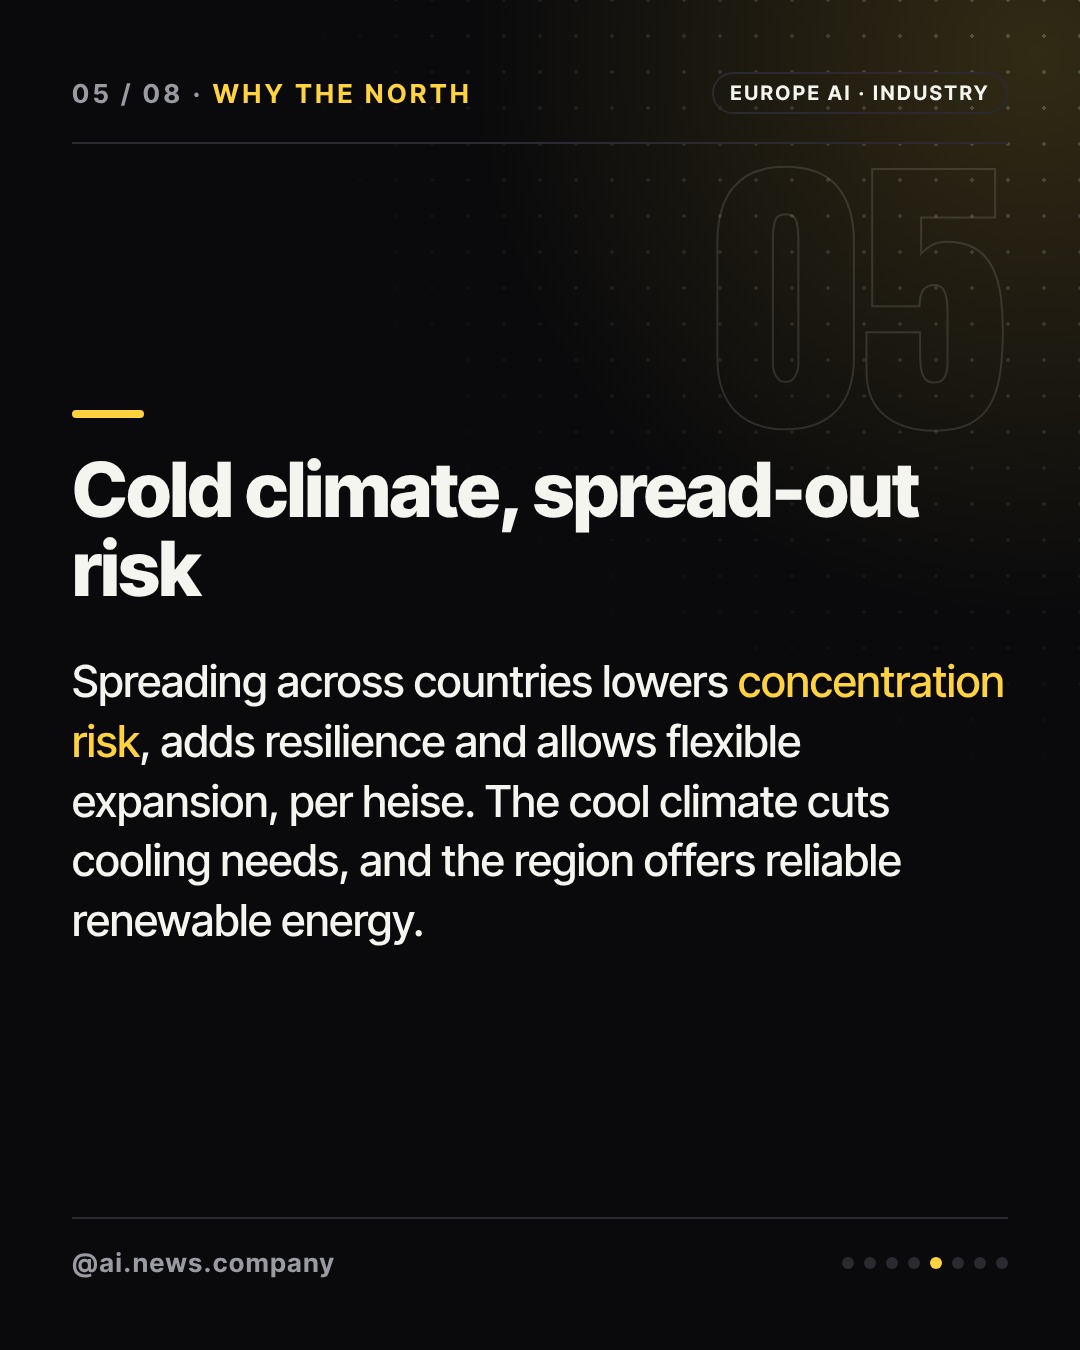 05 / 08 · WHY THE NORTH
EUROPE AI · INDUSTRY
05
Cold climate, spread-out
risk
Spreading across countries lowers concentration
risk, adds resilience and allows flexible
expansion, per heise. The cool climate cuts
cooling needs, and the region offers reliable
renewable energy.
@ai.news.company